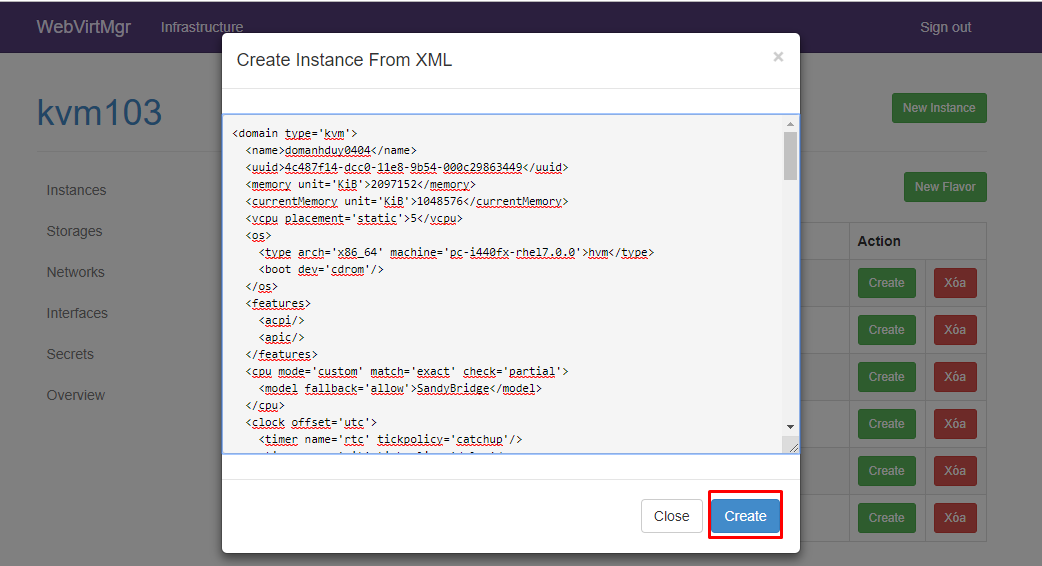 WebVirtMgr Infrastructure Sign out
Create Instance From XML ×
kvm103
New Instance
<domain type='kvm'>
<name>domanhduy0404</name>
<uuid>4c487f14-dcc0-11e8-9b54-000c29863449</uuid>
<memory unit='KiB'>2097152</memory>
<currentMemory unit='KiB'>1048576</currentMemory>
<vcpu placement='static'>5</vcpu>
<os>
<type arch='x86_64' machine='pc-i440fx-rhel7.0.0'>hvm</type>
<boot dev='cdrom'/>
</os>
<features>
<acpi/>
<apic/>
</features>
<cpu mode='custom' match='exact' check='partial'>
<model fallback='allow'>SandyBridge</model>
</cpu>
<clock offset='utc'>
<timer name='rtc' tickpolicy='catchup'/>
Close Create
Instances
Storages
Networks
Interfaces
Secrets
Overview
New Flavor
Action
Create Xóa
Create Xóa
Create Xóa
Create Xóa
Create Xóa
Create Xóa